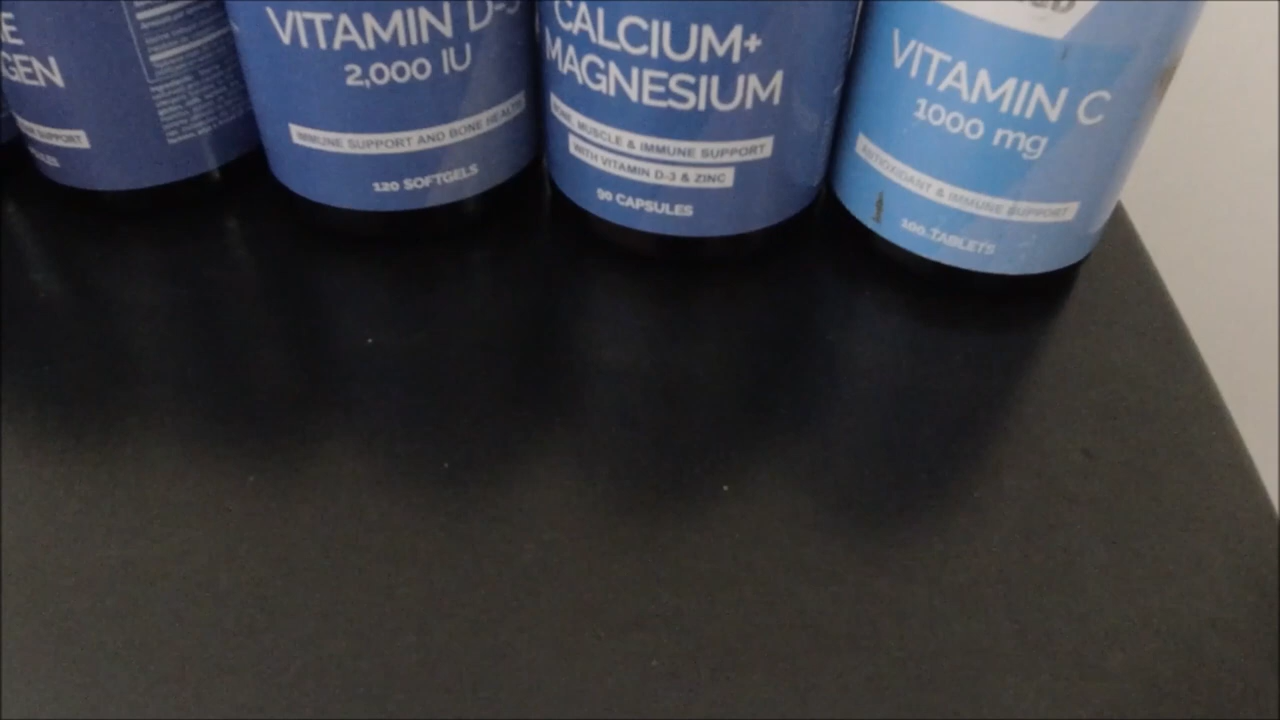 GEN
VITAMIN D-3
2,000 IU
IMMUNE SUPPORT AND BONE HEALTH
120 SOFTGELS
CALCIUM+
MAGNESIUM
BONE, MUSCLE & IMMUNE SUPPORT
WITH VITAMIN D-3 & ZINC
90 CAPSULES
VITAMIN C
1000 mg
ANTIOXIDANT & IMMUNE SUPPORT
100 TABLETS